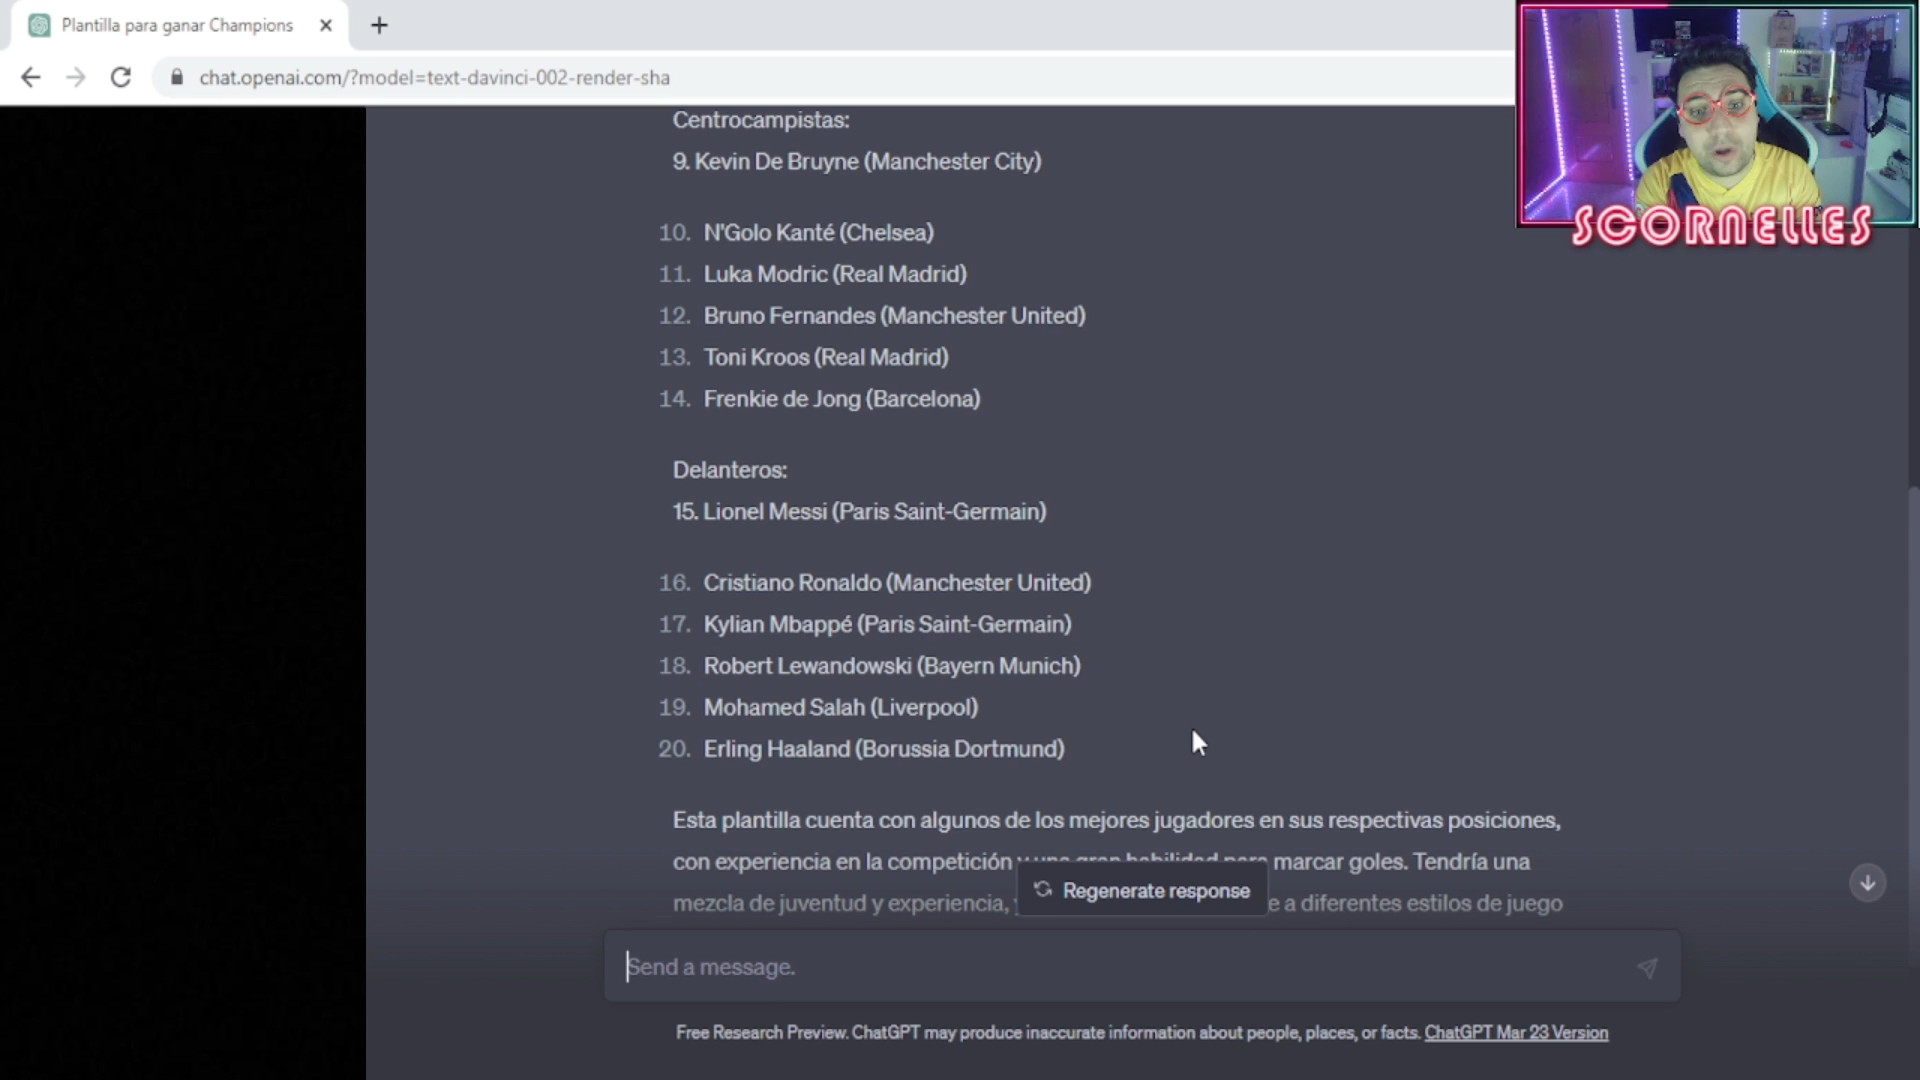 Plantilla para ganar Champions
chat.openai.com/?model=text-davinci-002-render-sha
SCORNELLES
Centrocampistas:
9. Kevin De Bruyne (Manchester City)
10. N'Golo Kanté (Chelsea)
11. Luka Modric (Real Madrid)
12. Bruno Fernandes (Manchester United)
13. Toni Kroos (Real Madrid)
14. Frenkie de Jong (Barcelona)
Delanteros:
15. Lionel Messi (Paris Saint-Germain)
16. Cristiano Ronaldo (Manchester United)
17. Kylian Mbappé (Paris Saint-Germain)
18. Robert Lewandowski (Bayern Munich)
19. Mohamed Salah (Liverpool)
20. Erling Haaland (Borussia Dortmund)
Esta plantilla cuenta con algunos de los mejores jugadores en sus respectivas posiciones,
con experiencia en la competición y una gran habilidad para marcar goles. Tendría una
mezcla de juventud y experiencia, e a diferentes estilos de juego
Regenerate response
Send a message.
Free Research Preview. ChatGPT may produce inaccurate information about people, places, or facts. ChatGPT Mar 23 Version